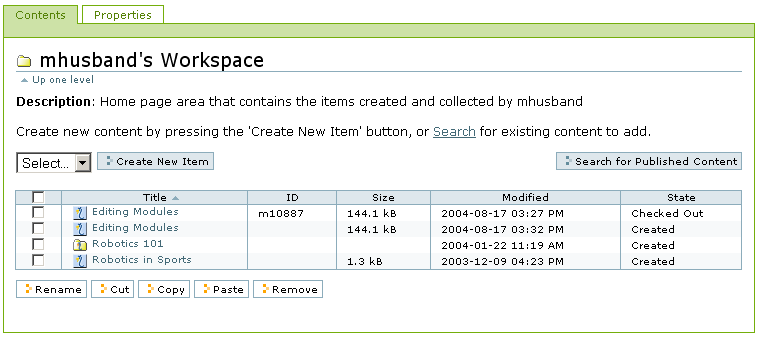 Contents Properties
mhusband's Workspace
Up one level
Description: Home page area that contains the items created and collected by mhusband
Create new content by pressing the 'Create New Item' button, or Search for existing content to add.
Select... Create New Item Search for Published Content
Title ID Size Modified State
Editing Modules m10887 144.1 kB 2004-08-17 03:27 PM Checked Out
Editing Modules 144.1 kB 2004-08-17 03:32 PM Created
Robotics 101 2004-01-22 11:19 AM Created
Robotics in Sports 1.3 kB 2003-12-09 04:23 PM Created
Rename Cut Copy Paste Remove